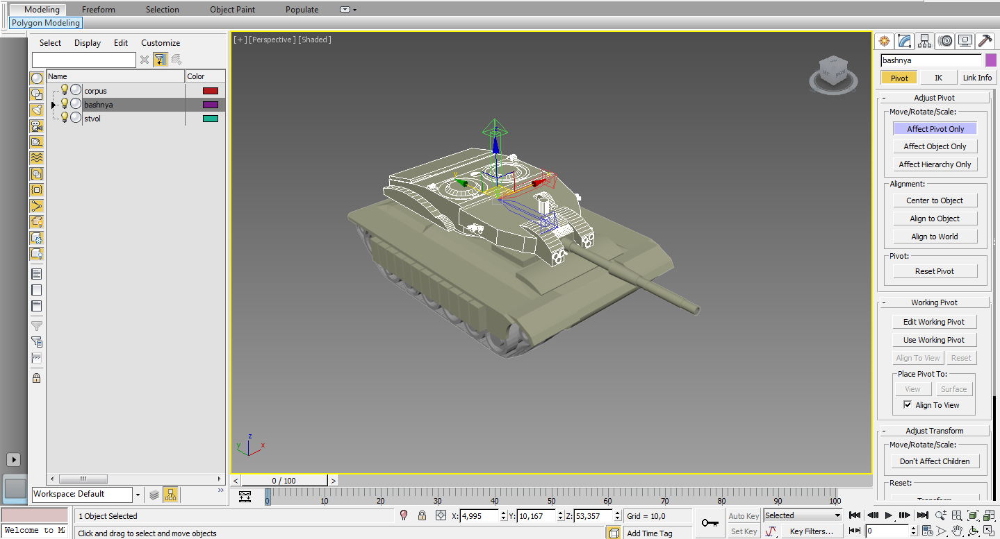 Modeling Freeform Selection Object Paint Populate
Polygon Modeling
Select Display Edit Customize
Name Color
corpus
bashnya
stvol
Workspace: Default
[+] [Perspective] [Shaded]
z
y x
< 0 / 100 >
0 10 20 30 40 50 60 70 80 90 100
bashnya
Pivot IK Link Info
- Adjust Pivot
Move/Rotate/Scale:
Affect Pivot Only
Affect Object Only
Affect Hierarchy Only
Alignment:
Center to Object
Align to Object
Align to World
Pivot:
Reset Pivot
- Working Pivot
Edit Working Pivot
Use Working Pivot
Align To View Reset
Place Pivot To:
View Surface
Align To View
- Adjust Transform
Move/Rotate/Scale:
Don't Affect Children
Reset:
Transform
1 Object Selected X: 4,995 Y: 10,167 Z: 53,357 Grid = 10,0 Auto Key Selected
Welcome to Click and drag to select and move objects Add Time Tag Set Key Key Filters... 0